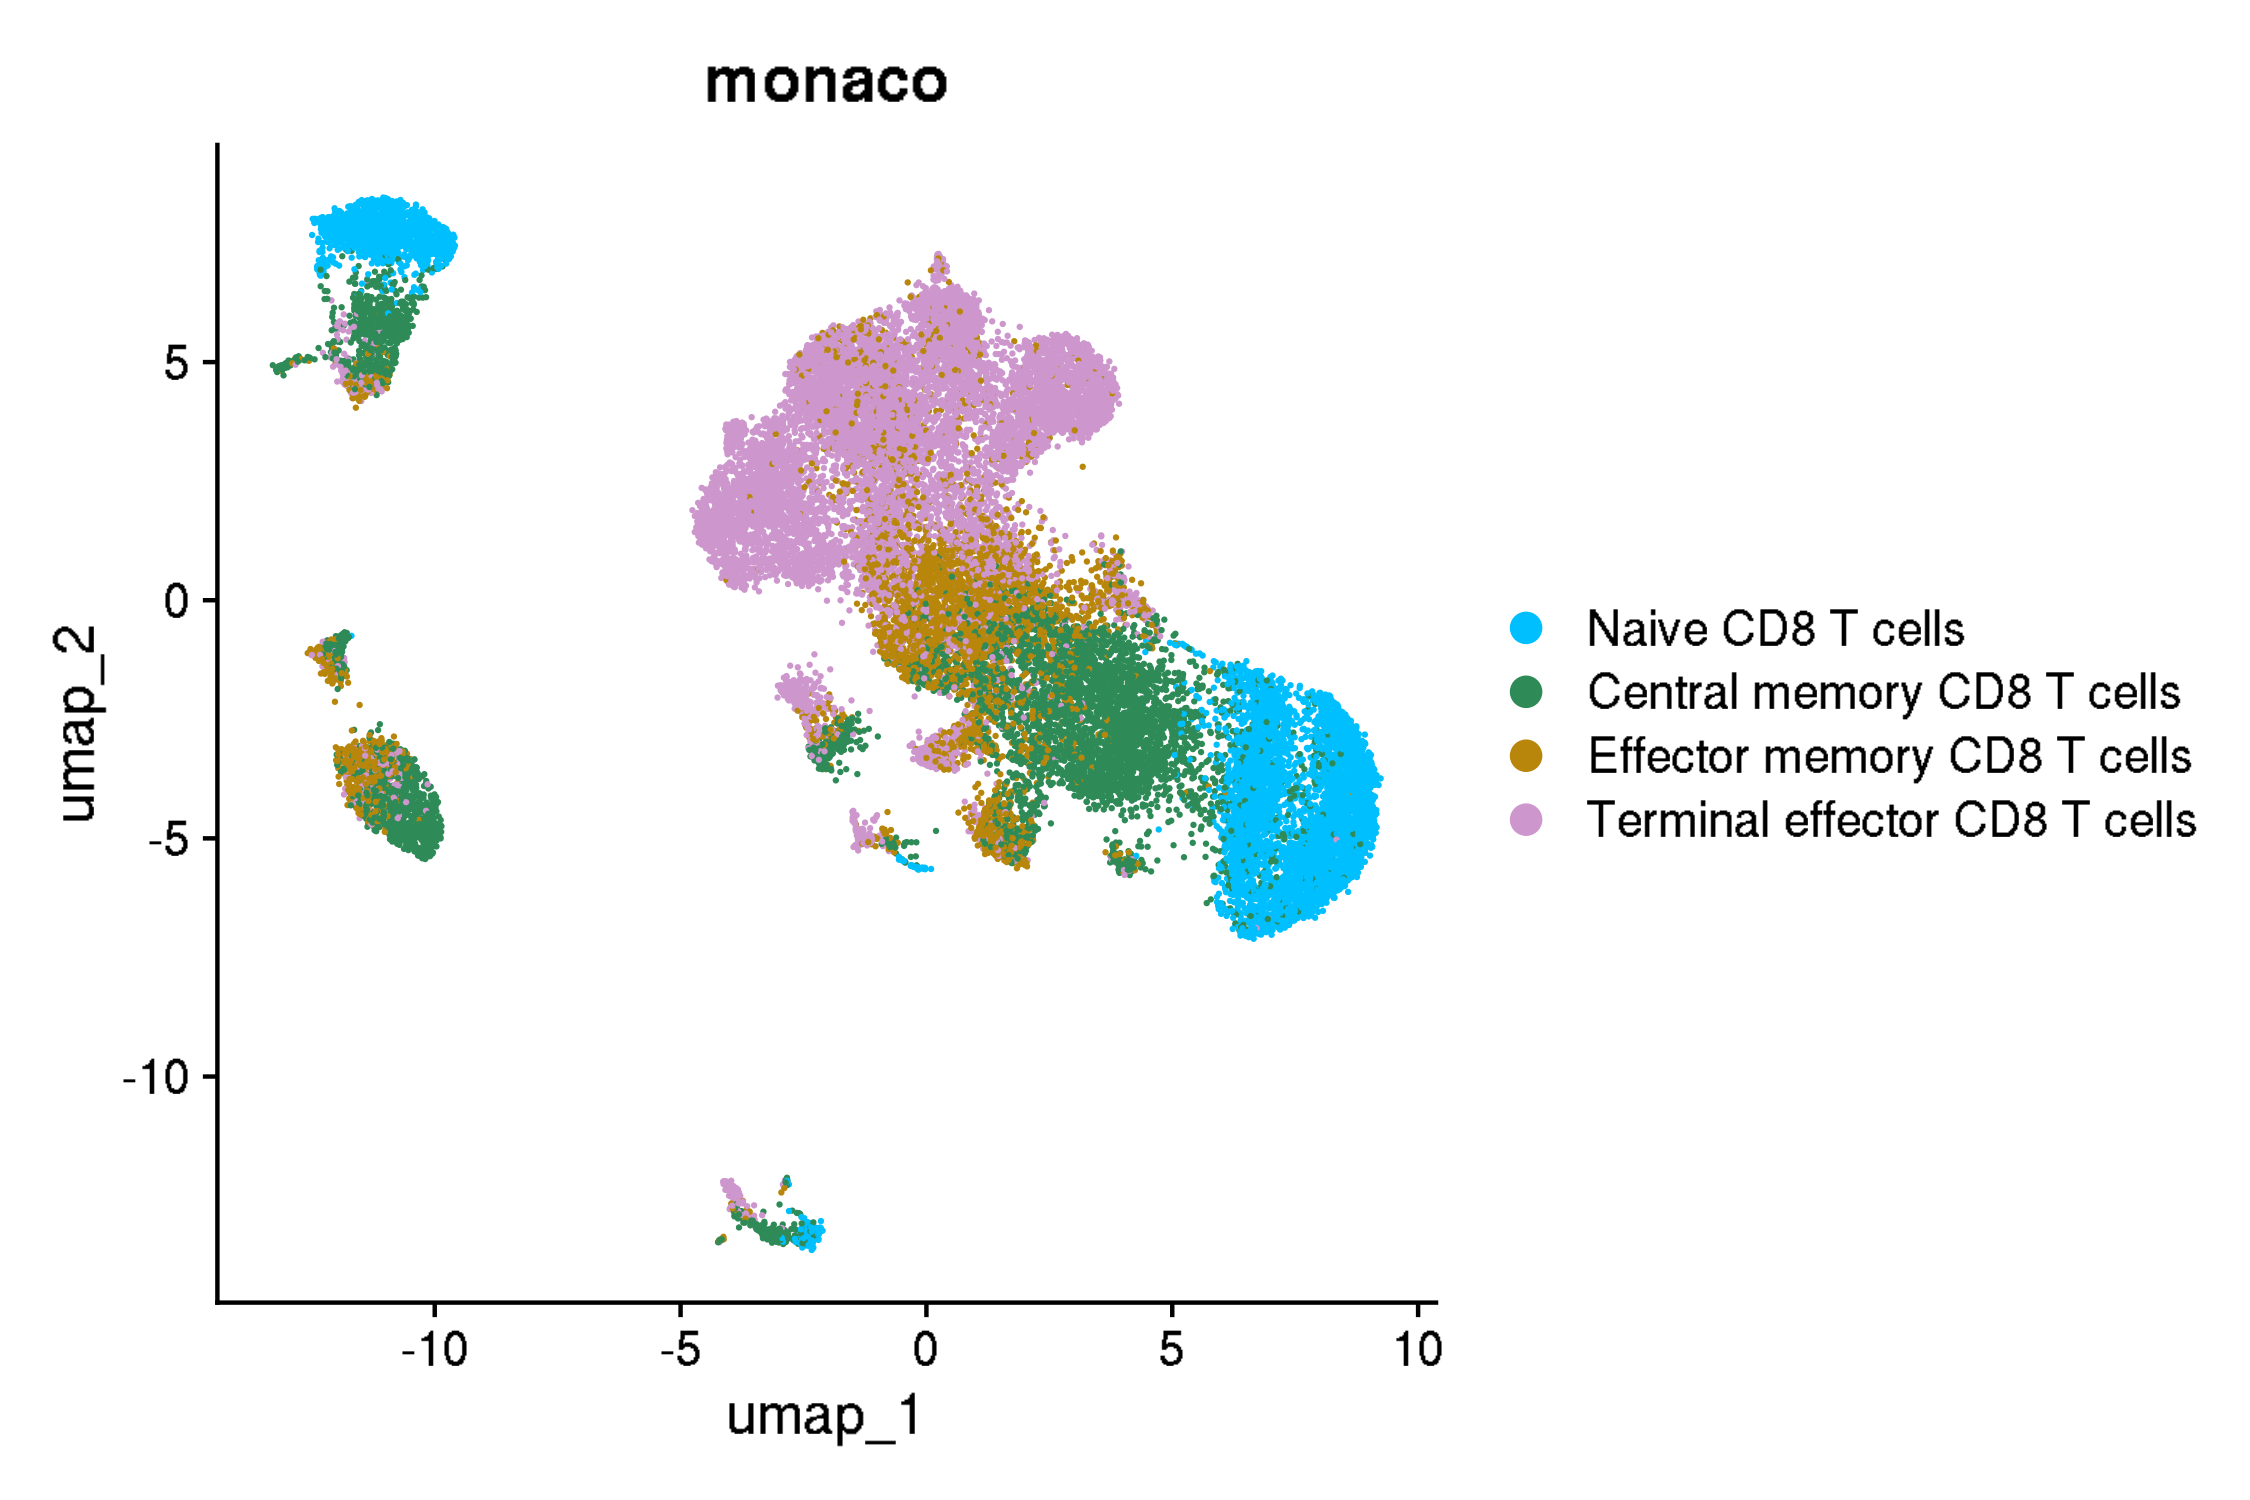 monaco
umap_2
5
0
-5
-10
-10
-5
0
5
10
umap_1
Naive CD8 T cells
Central memory CD8 T cells
Effector memory CD8 T cells
Terminal effector CD8 T cells